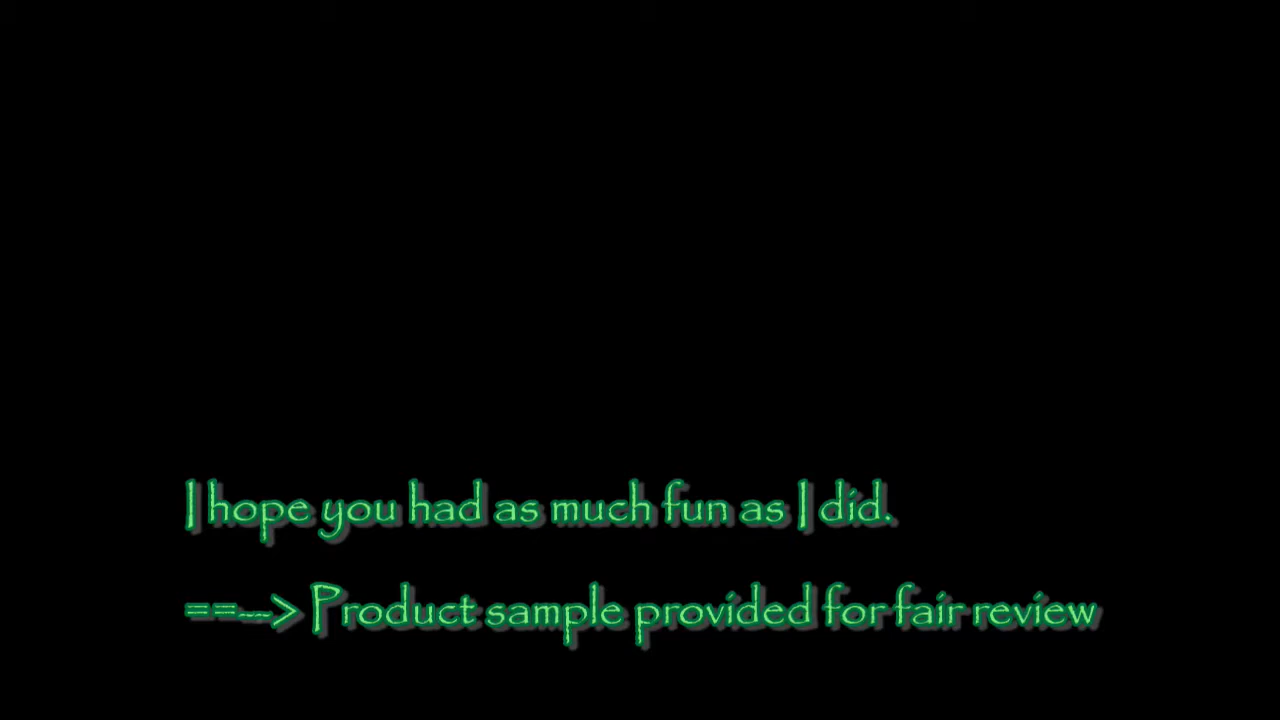 I hope you had as much fun as I did.
==---> Product sample provided for fair review